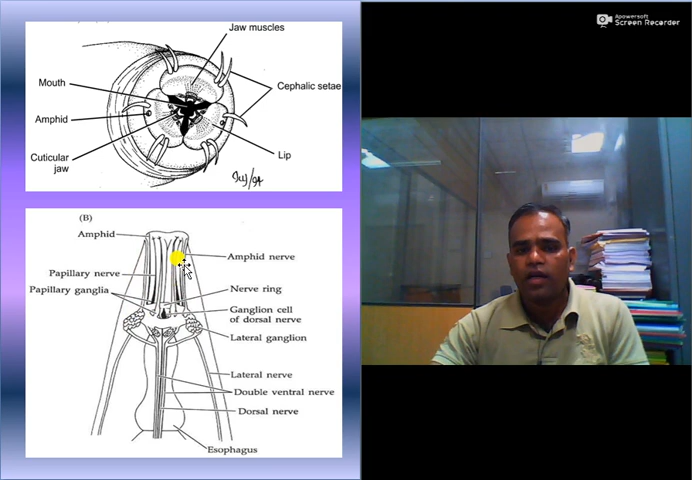 Apowersoft
Screen Recorder
Jaw muscles
Mouth
Cephalic setae
Amphid
Cuticular
jaw
Lip
(B)
Amphid
Amphid nerve
Papillary nerve
Papillary ganglia
Nerve ring
Ganglion cell
of dorsal nerve
Lateral ganglion
Lateral nerve
Double ventral nerve
Dorsal nerve
Esophagus